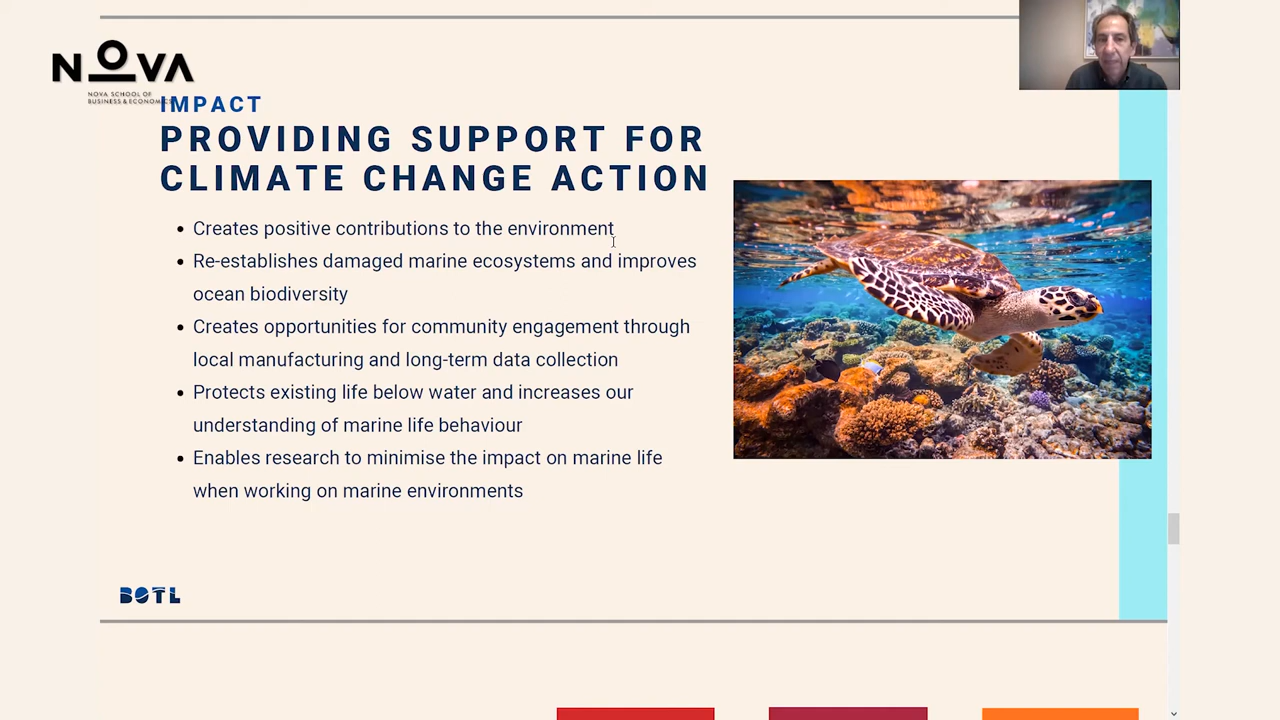 NOVA
NOVA SCHOOL OF
BUSINESS & ECONOMICS
IMPACT
PROVIDING SUPPORT FOR
CLIMATE CHANGE ACTION
• Creates positive contributions to the environment
• Re-establishes damaged marine ecosystems and improves
ocean biodiversity
• Creates opportunities for community engagement through
local manufacturing and long-term data collection
• Protects existing life below water and increases our
understanding of marine life behaviour
• Enables research to minimise the impact on marine life
when working on marine environments
BOTL